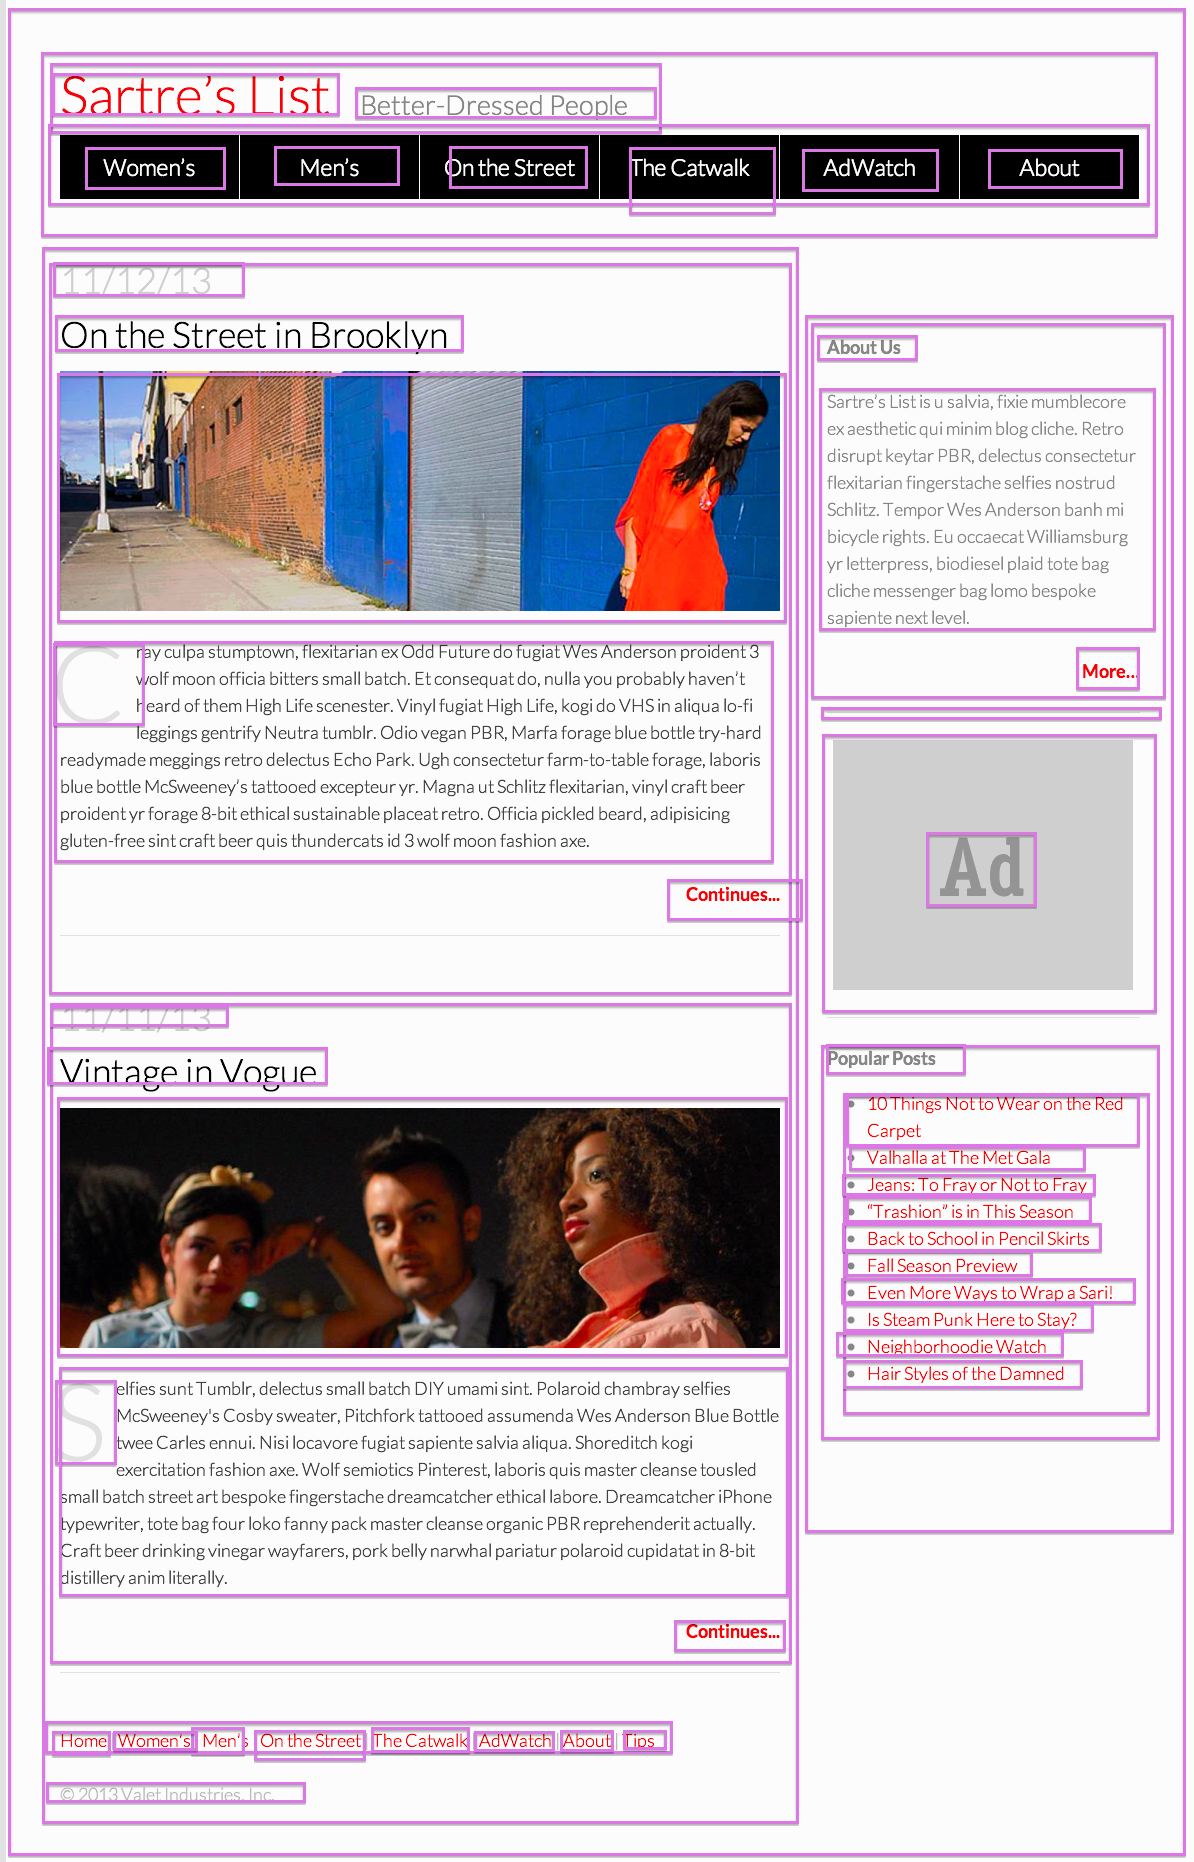 Sartre’s List Better-Dressed People
Women’s Men’s On the Street The Catwalk AdWatch About
11/12/13
On the Street in Brooklyn
Cray culpa stumptown, flexitarian ex Odd Future do fugiat Wes Anderson proident 3
wolf moon officia bitters small batch. Et consequat do, nulla you probably haven’t
heard of them High Life scenester. Vinyl fugiat High Life, kogi do VHS in aliqua lo-fi
leggings gentrify Neutra tumblr. Odio vegan PBR, Marfa forage blue bottle try-hard
readymade meggings retro delectus Echo Park. Ugh consectetur farm-to-table forage, laboris
blue bottle McSweeney’s tattooed excepteur yr. Magna ut Schlitz flexitarian, vinyl craft beer
proident yr forage 8-bit ethical sustainable placeat retro. Officia pickled beard, adipisicing
gluten-free sint craft beer quis thundercats id 3 wolf moon fashion axe.
Continues...
11/11/13
Vintage in Vogue
Selfies sunt Tumblr, delectus small batch DIY umami sint. Polaroid chambray selfies
McSweeney's Cosby sweater, Pitchfork tattooed assumenda Wes Anderson Blue Bottle
twee Carles ennui. Nisi locavore fugiat sapiente salvia aliqua. Shoreditch kogi
exercitation fashion axe. Wolf semiotics Pinterest, laboris quis master cleanse tousled
small batch street art bespoke fingerstache dreamcatcher ethical labore. Dreamcatcher iPhone
typewriter, tote bag four loko fanny pack master cleanse organic PBR reprehenderit actually.
Craft beer drinking vinegar wayfarers, pork belly narwhal pariatur polaroid cupidatat in 8-bit
distillery anim literally.
Continues...
About Us
Sartre’s List is u salvia, fixie mumblecore
ex aesthetic qui minim blog cliche. Retro
disrupt keytar PBR, delectus consectetur
flexitarian fingerstache selfies nostrud
Schlitz. Tempor Wes Anderson banh mi
bicycle rights. Eu occaecat Williamsburg
yr letterpress, biodiesel plaid tote bag
cliche messenger bag lomo bespoke
sapiente next level.
More...
Ad
Popular Posts
10 Things Not to Wear on the Red
Carpet
Valhalla at The Met Gala
Jeans: To Fray or Not to Fray
“Trashion” is in This Season
Back to School in Pencil Skirts
Fall Season Preview
Even More Ways to Wrap a Sari!
Is Steam Punk Here to Stay?
Neighborhoodie Watch
Hair Styles of the Damned
Home | Women’s | Men’s | On the Street | The Catwalk | AdWatch | About | Tips
© 2013 Valet Industries, Inc.